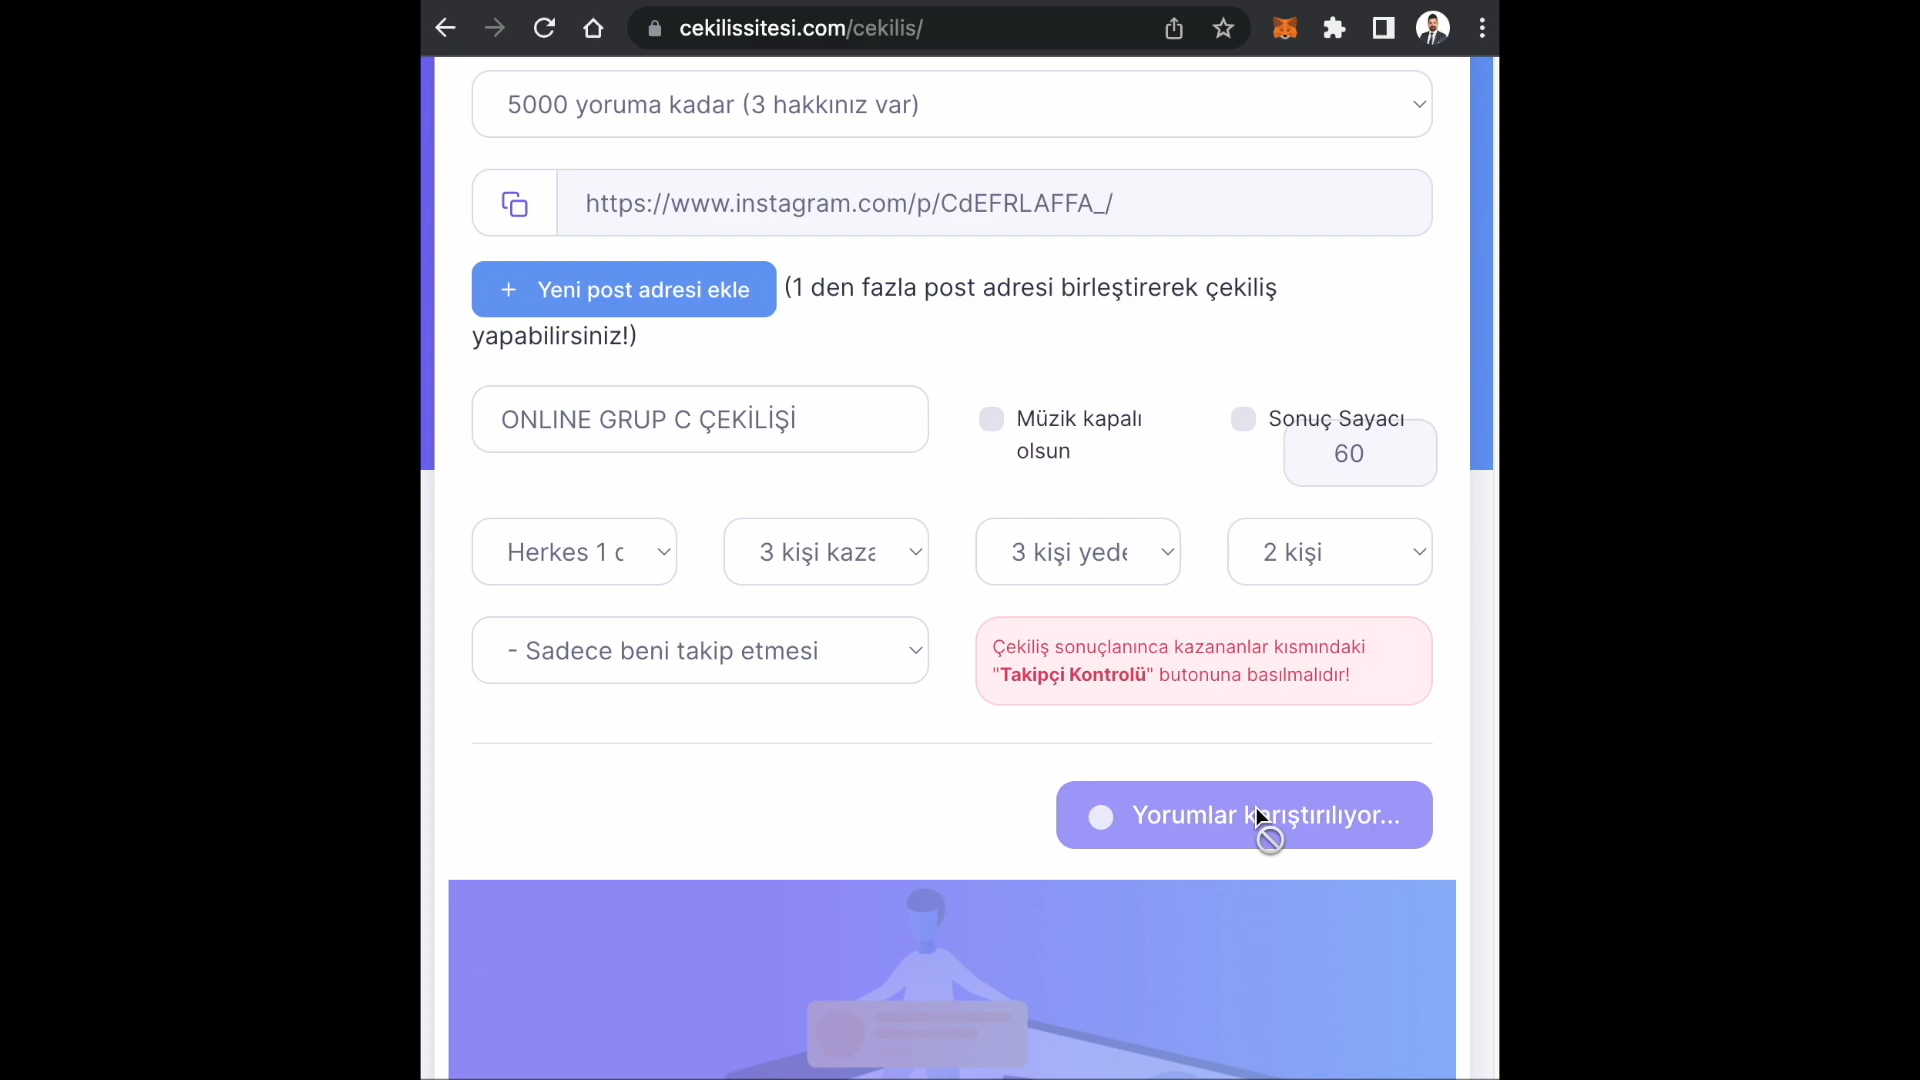 cekilissitesi.com/cekilis/
5000 yoruma kadar (3 hakkınız var)
https://www.instagram.com/p/CdEFRLAFFA_/
+ Yeni post adresi ekle (1 den fazla post adresi birleştirerek çekiliş
yapabilirsiniz!)
ONLINE GRUP C ÇEKİLİŞİ
Müzik kapalı
olsun
Sonuç Sayacı
60
Herkes 1
3 kişi
3 kişi
2 kişi
- Sadece beni takip etmesi
Çekiliş sonuçlanınca kazananlar kısmındaki
"Takipçi Kontrolü" butonuna basılmalıdır!
Yorumlar karıştırılıyor...